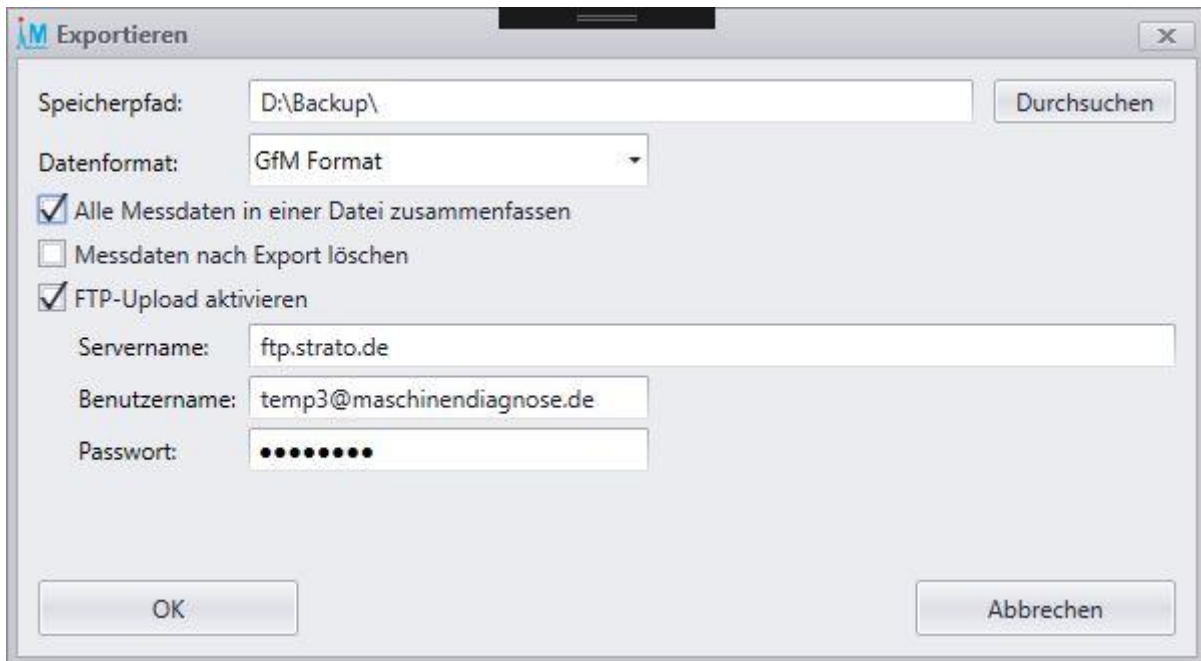 iM Exportieren
Speicherpfad: D:\Backup\ Durchsuchen
Datenformat: GfM Format
Alle Messdaten in einer Datei zusammenfassen
Messdaten nach Export löschen
FTP-Upload aktivieren
Servername: ftp.strato.de
Benutzername: temp3@maschinendiagnose.de
Passwort: ●●●●●●●●
OK Abbrechen